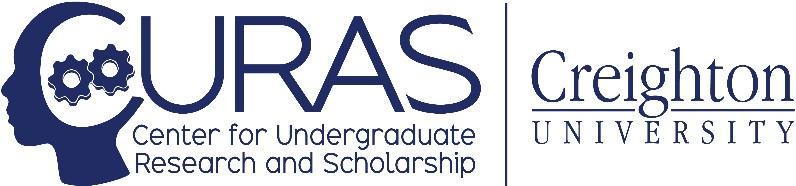 CURAS
Center for Undergraduate
Research and Scholarship
Creighton
UNIVERSITY